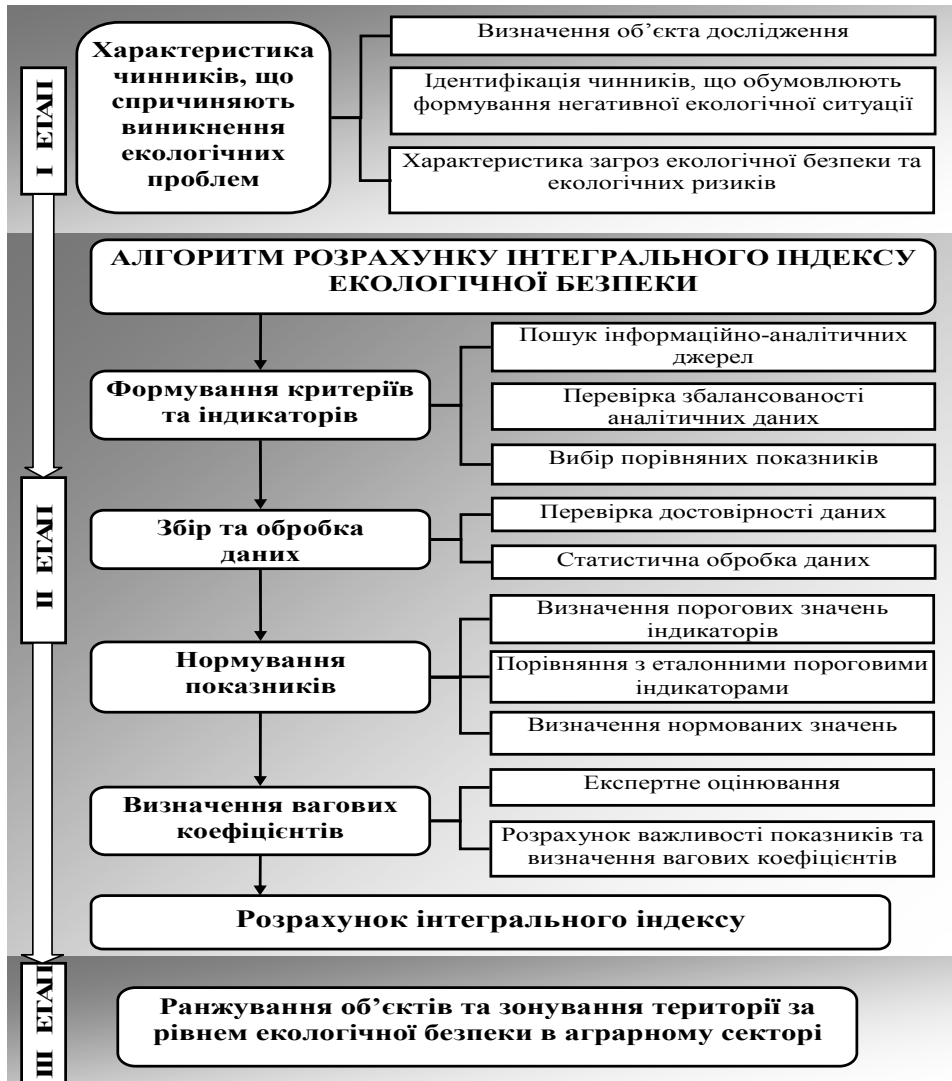 І ЕТАП
Характеристика
чинників, що
спричиняють
виникнення
екологічних
проблем
Визначення об’єкта дослідження
Ідентифікація чинників, що обумовлюють
формування негативної екологічної ситуації
Характеристика загроз екологічної безпеки та
екологічних ризиків
ІІ ЕТАП
АЛГОРИТМ РОЗРАХУНКУ ІНТЕГРАЛЬНОГО ІНДЕКСУ
ЕКОЛОГІЧНОЇ БЕЗПЕКИ
Формування критеріїв
та індикаторів
Пошук інформаційно-аналітичних
джерел
Перевірка збалансованості
аналітичних даних
Вибір порівняних показників
Збір та обробка
даних
Перевірка достовірності даних
Статистична обробка даних
Нормування
показників
Визначення порогових значень
індикаторів
Порівняння з еталонними пороговими
індикаторами
Визначення нормованих значень
Визначення вагових
коефіцієнтів
Експертне оцінювання
Розрахунок важливості показників та
визначення вагових коефіцієнтів
Розрахунок інтегрального індексу
ІІІ ЕТАП
Ранжування об’єктів та зонування території за
рівнем екологічної безпеки в аграрному секторі